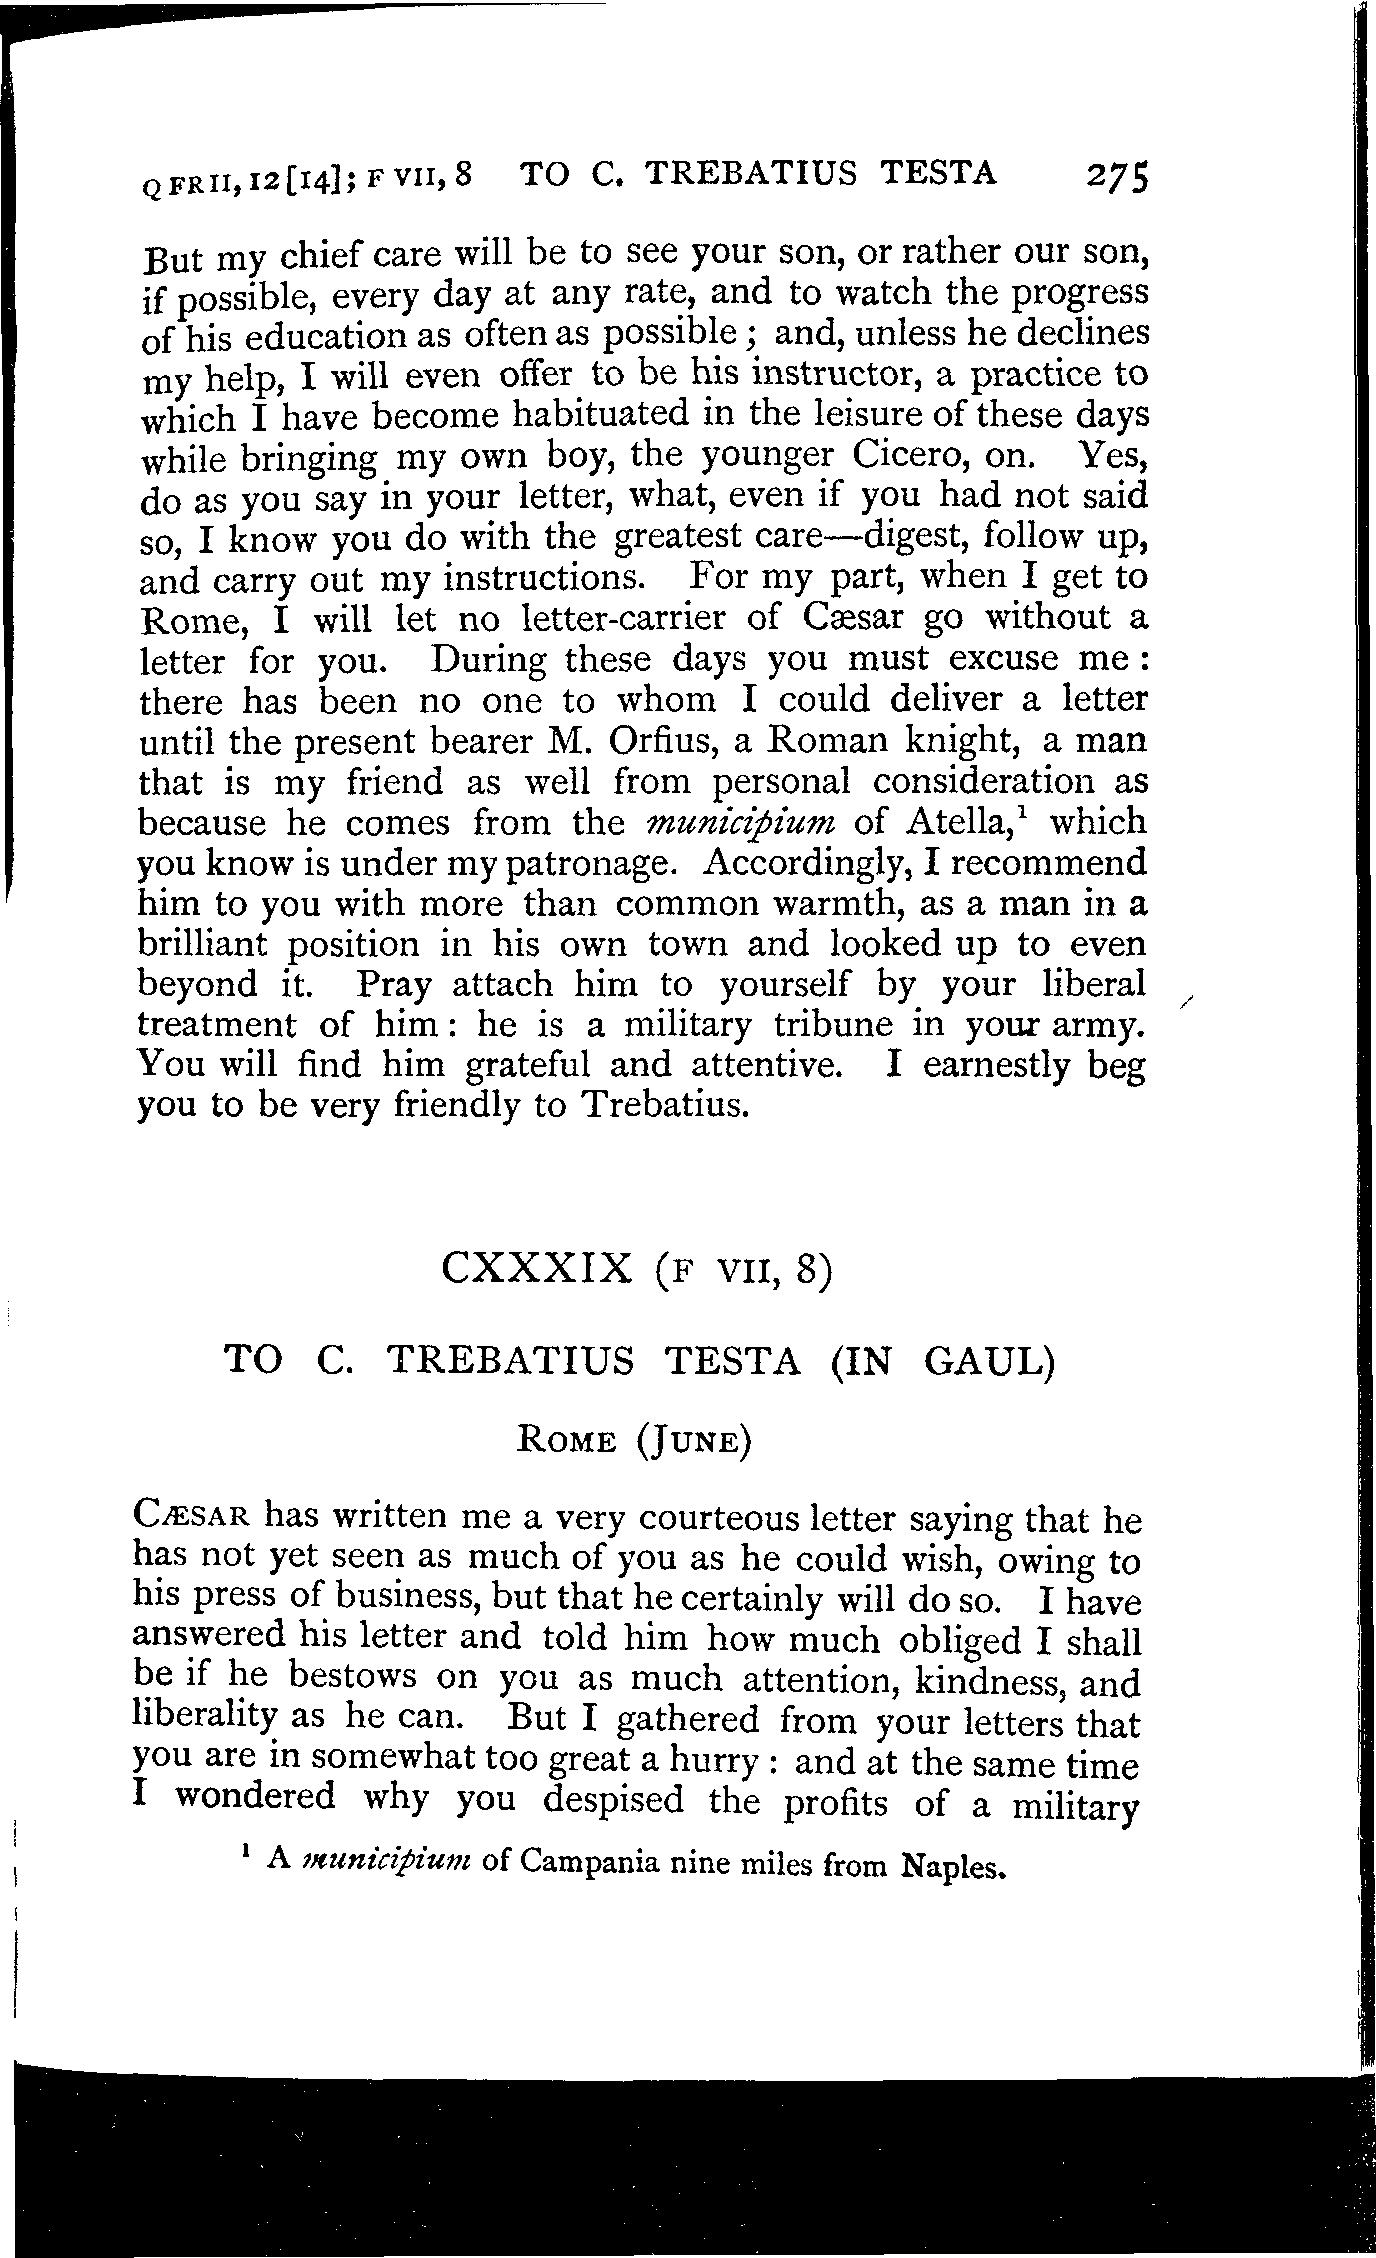 Q FR II, 12 [14]; F VII, 8 TO C. TREBATIUS TESTA 275
But my chief care will be to see your son, or rather our son,
if possible, every day at any rate, and to watch the progress
of his education as often as possible ; and, unless he declines
my help, I will even offer to be his instructor, a practice to
which I have become habituated in the leisure of these days
while bringing my own boy, the younger Cicero, on. Yes,
do as you say in your letter, what, even if you had not said
so, I know you do with the greatest care—digest, follow up,
and carry out my instructions. For my part, when I get to
Rome, I will let no letter-carrier of Cæsar go without a
letter for you. During these days you must excuse me :
there has been no one to whom I could deliver a letter
until the present bearer M. Orfius, a Roman knight, a man
that is my friend as well from personal consideration as
because he comes from the municipium of Atella,¹ which
you know is under my patronage. Accordingly, I recommend
him to you with more than common warmth, as a man in a
brilliant position in his own town and looked up to even
beyond it. Pray attach him to yourself by your liberal
treatment of him : he is a military tribune in your army.
You will find him grateful and attentive. I earnestly beg
you to be very friendly to Trebatius.
CXXXIX (F VII, 8)
TO C. TREBATIUS TESTA (IN GAUL)
ROME (JUNE)
CÆSAR has written me a very courteous letter saying that he
has not yet seen as much of you as he could wish, owing to
his press of business, but that he certainly will do so. I have
answered his letter and told him how much obliged I shall
be if he bestows on you as much attention, kindness, and
liberality as he can. But I gathered from your letters that
you are in somewhat too great a hurry : and at the same time
I wondered why you despised the profits of a military
¹ A municipium of Campania nine miles from Naples.